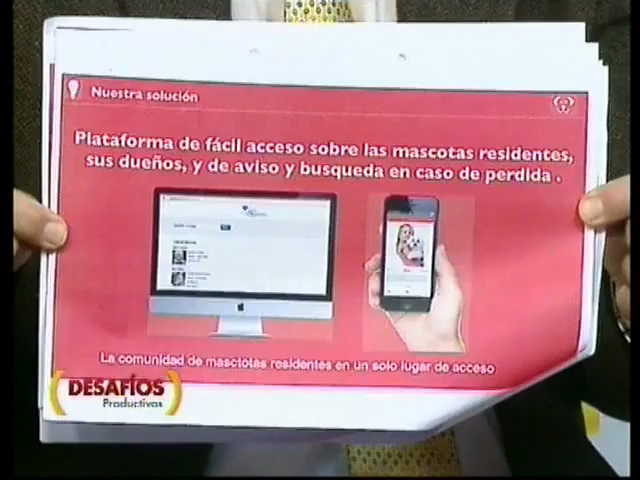 Nuestra solución
Plataforma de fácil acceso sobre las mascotas residentes,
sus dueños, y de aviso y busqueda en caso de perdida .
La comunidad de masctotas residentes en un solo lugar de acceso
DESAFÍOS
Productivos